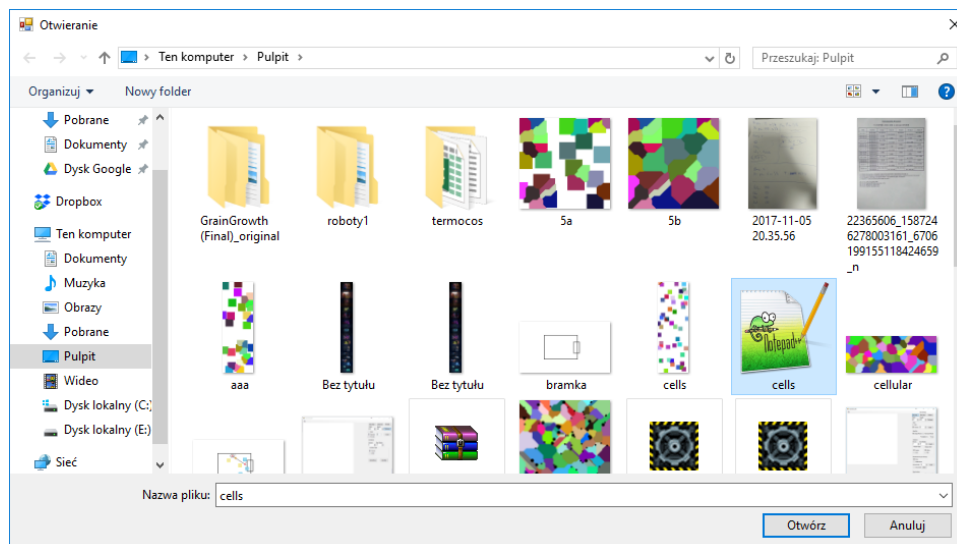 Otwieranie
Ten komputer > Pulpit >
Przeszukaj: Pulpit
Organizuj
Nowy folder
Pobrane
Dokumenty
Dysk Google
Dropbox
Ten komputer
Dokumenty
Muzyka
Obrazy
Pobrane
Pulpit
Wideo
Dysk lokalny (C:)
Dysk lokalny (E:)
Sieć
GrainGrowth
(Final)_original
roboty1
termocos
5a
5b
2017-11-05
20.35.56
22365606_158724
6278003161_6706
199155118424659
_n
aaa
Bez tytułu
Bez tytułu
bramka
cells
Notepad++
cells
cellular
Nazwa pliku:
cells
Otwórz
Anuluj